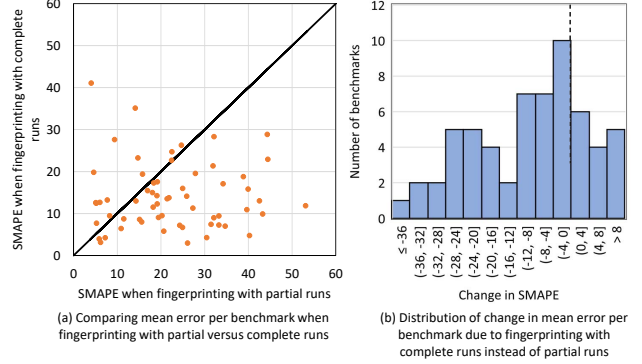 SMAPE when fingerprinting with complete
runs
60
50
40
30
20
10
0
0 10 20 30 40 50 60
SMAPE when fingerprinting with partial runs
(a) Comparing mean error per benchmark when
fingerprinting with partial versus complete runs
Number of benchmarks
12
10
8
6
4
2
0
≤ -36
(-36, -32]
(-32, -28]
(-28, -24]
(-24, -20]
(-20, -16]
(-16, -12]
(-12, -8]
(-8, -4]
(-4, 0]
(0, 4]
(4, 8]
> 8
Change in SMAPE
(b) Distribution of change in mean error per
benchmark due to fingerprinting with
complete runs instead of partial runs